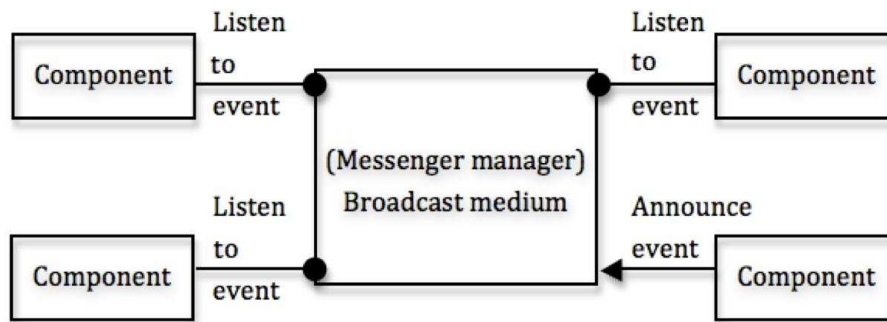 Listen
to
event
Component
Listen
to
event
Component
(Messenger manager)
Broadcast medium
Listen
to
event
Component
Announce
event
Component